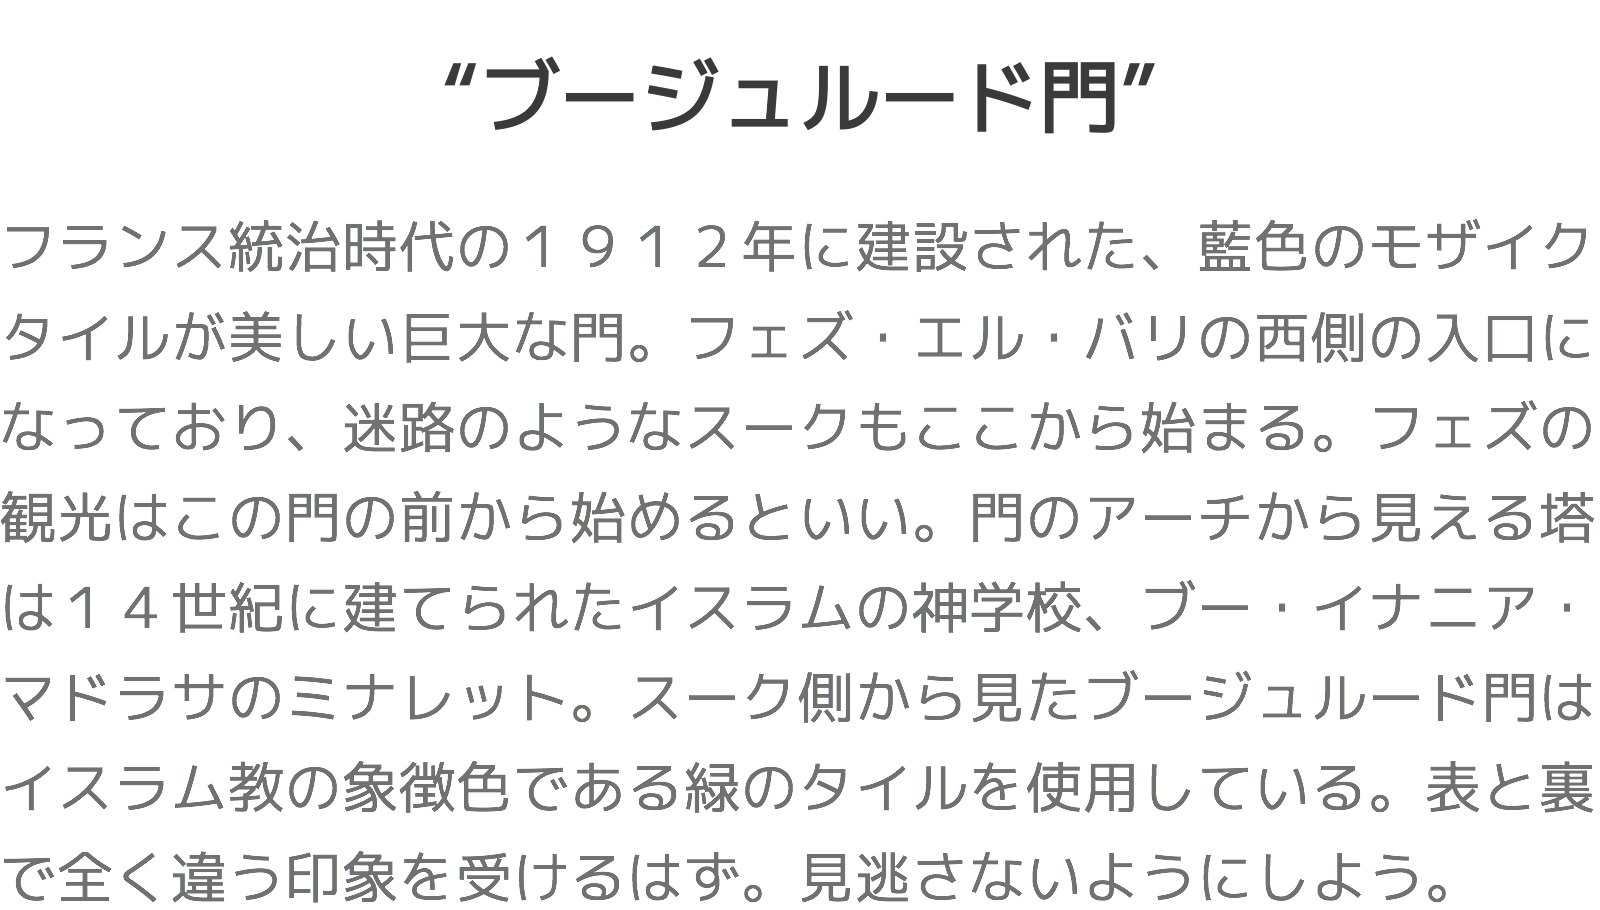 “ブージュルード門”
フランス統治時代の１９１２年に建設された、藍色のモザイク
タイルが美しい巨大な門。フェズ・エル・バリの西側の入口に
なっており、迷路のようなスークもここから始まる。フェズの
観光はこの門の前から始めるといい。門のアーチから見える塔
は１４世紀に建てられたイスラムの神学校、ブー・イナニア・
マドラサのミナレット。スーク側から見たブージュルード門は
イスラム教の象徴色である緑のタイルを使用している。表と裏
で全く違う印象を受けるはず。見逃さないようにしよう。